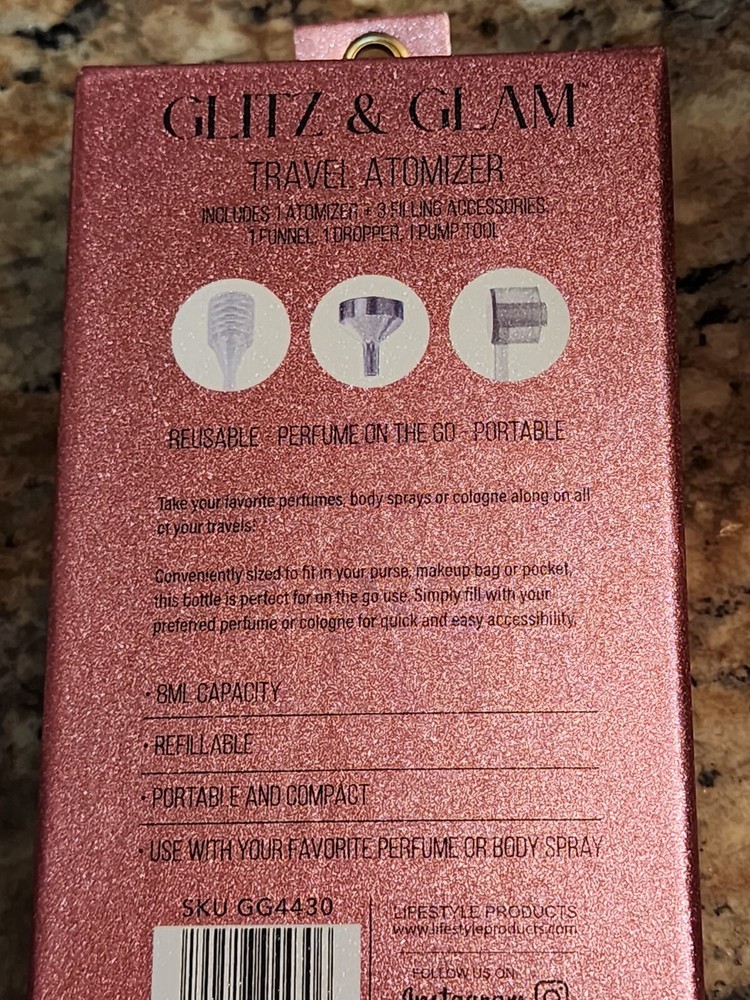 GLITZ & GLAM™
TRAVEL ATOMIZER
INCLUDES 1 ATOMIZER + 3 FILLING ACCESSORIES.
1 FUNNEL, 1 DROPPER, 1 PUMP TOOL
REUSABLE - PERFUME ON THE GO - PORTABLE
Take your favorite perfumes, body sprays or cologne along on all
of your travels!
Conveniently sized to fit in your purse, makeup bag or pocket,
this bottle is perfect for on the go use. Simply fill with your
preferred perfume or cologne for quick and easy accessibility.
• 8ML CAPACITY
• REFILLABLE
• PORTABLE AND COMPACT
• USE WITH YOUR FAVORITE PERFUME OR BODY SPRAY
SKU GG4430
LIFESTYLE PRODUCTS
www.lifestyleproducts.com
FOLLOW US ON:
Instagram